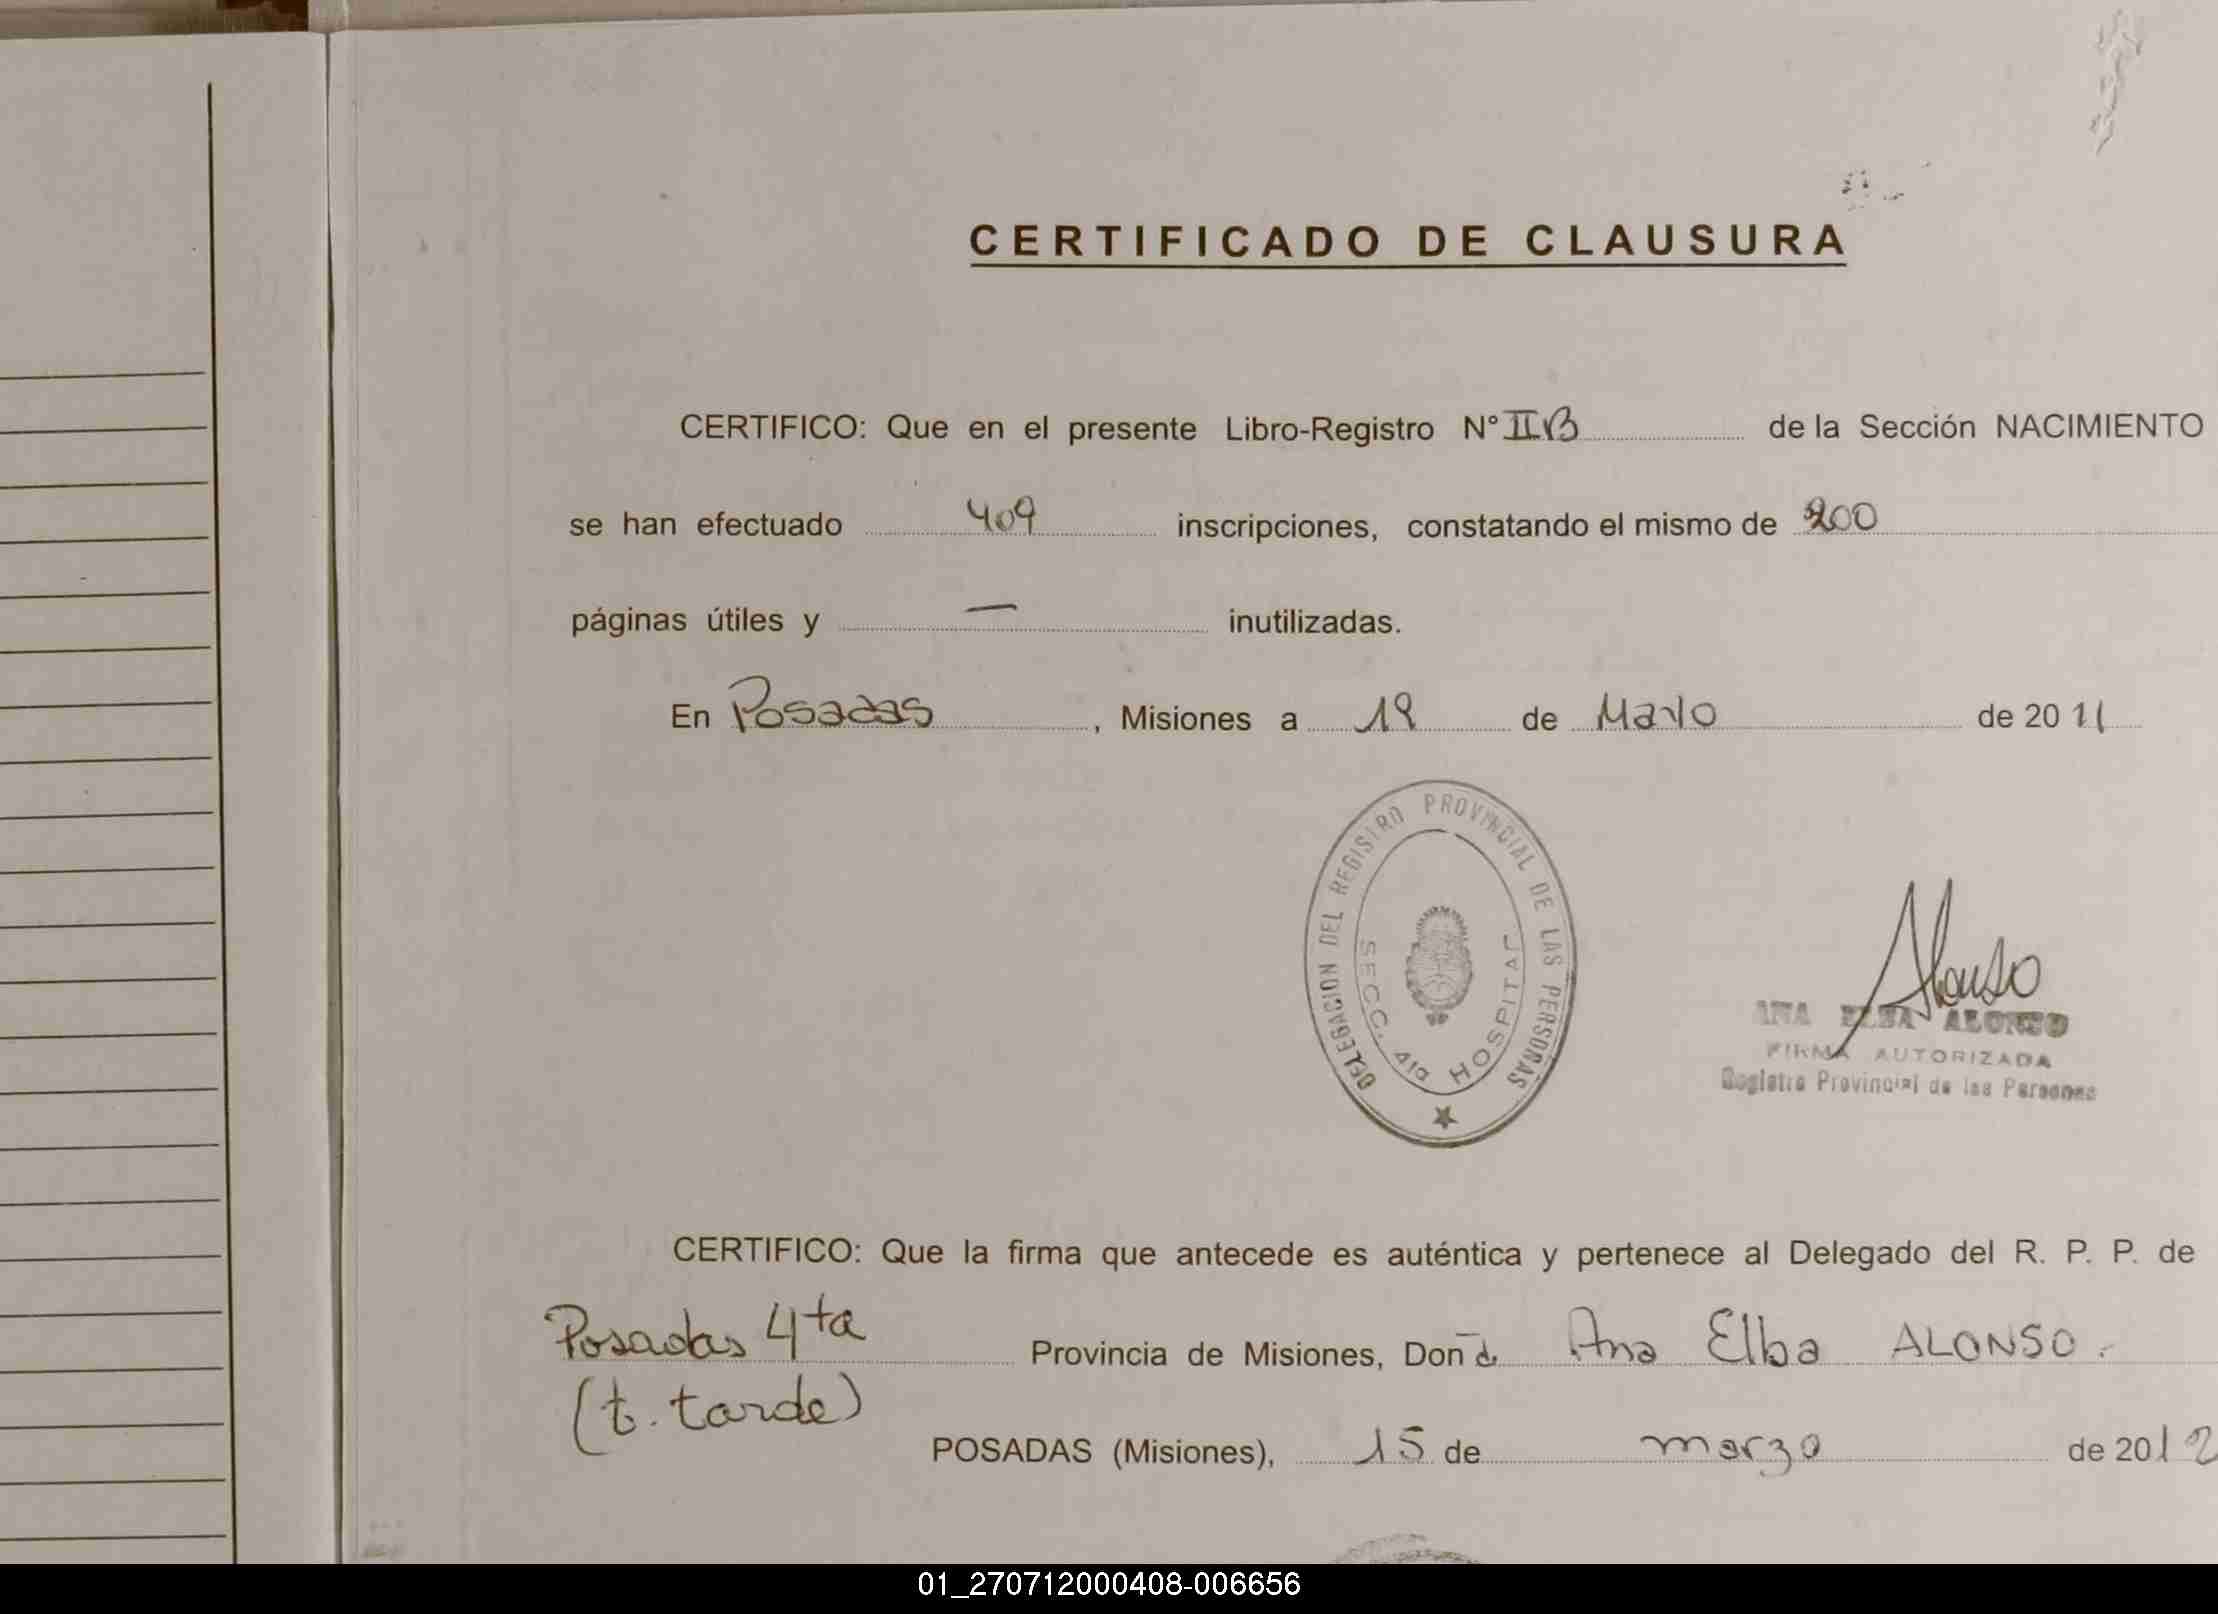 CERTIFICADO DE CLAUSURA
CERTIFICO: Que en el presente Libro-Registro N° II B de la Sección NACIMIENTO
se han efectuado 409 inscripciones, constatando el mismo de 200
páginas útiles y — inutilizadas.
En Posadas, Misiones a 19 de Mayo de 2011
DELEGACION DEL REGISTRO PROVINCIAL DE LAS PERSONAS
SECC. 4ta HOSPITAL
Alonso
ANA ELBA ALONSO
FIRMA AUTORIZADA
Registro Provincial de las Personas
CERTIFICO: Que la firma que antecede es auténtica y pertenece al Delegado del R. P. P. de
Posadas 4ta Provincia de Misiones, Don a Ana Elba ALONSO.
(t. tarde)
POSADAS (Misiones), 15 de marzo de 2012
01_270712000408-006656